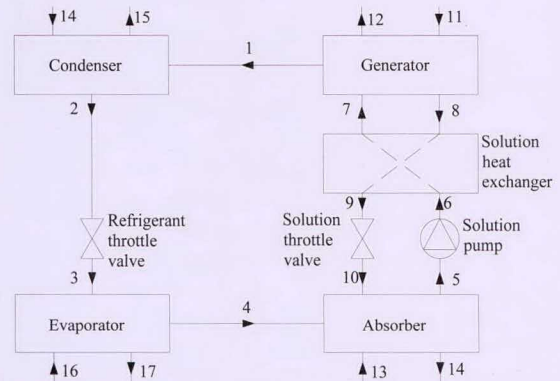 14
15
12
11
Condenser
1
Generator
2
7
8
Solution
heat
exchanger
9
6
Refrigerant
throttle
valve
Solution
throttle
valve
Solution
pump
3
10
5
Evaporator
4
Absorber
16
17
13
14